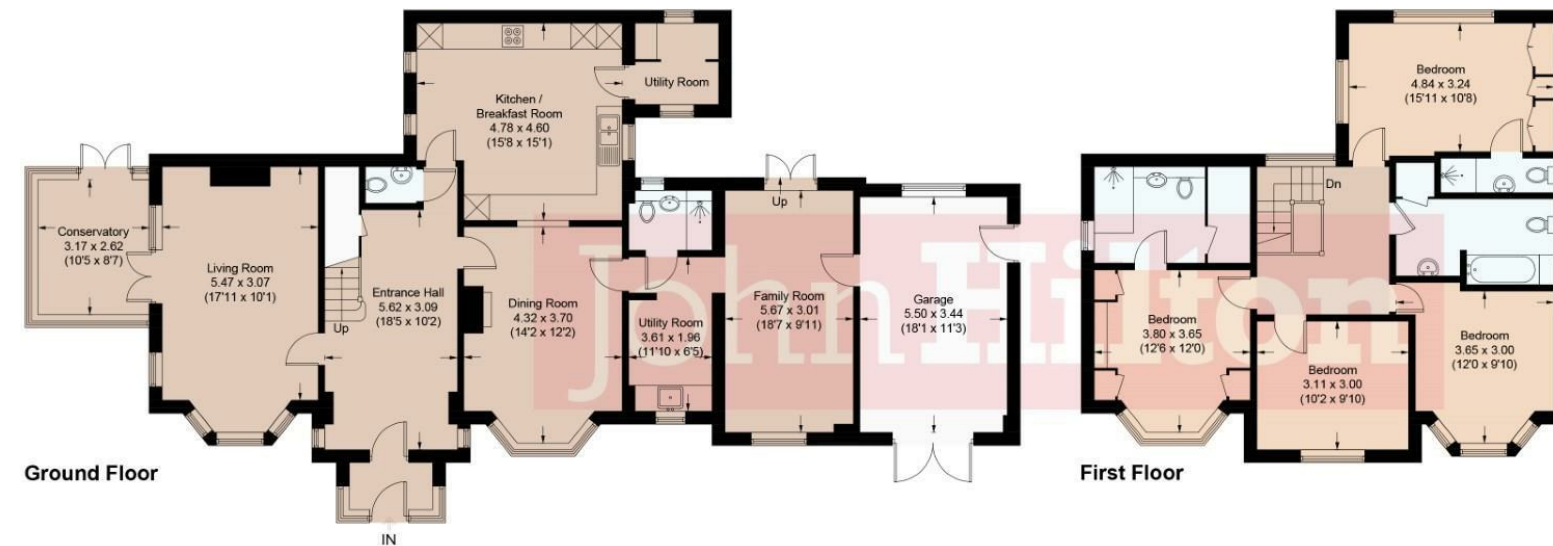 Kitchen /
Breakfast Room
4.78 x 4.60
(15'8 x 15'1)
Utility Room
Conservatory
3.17 x 2.62
(10'5 x 8'7)
Living Room
5.47 x 3.07
(17'11 x 10'1)
Up
Entrance Hall
5.62 x 3.09
(18'5 x 10'2)
Dining Room
4.32 x 3.70
(14'2 x 12'2)
Utility Room
3.61 x 1.96
(11'10 x 6'5)
Up
Family Room
5.67 x 3.01
(18'7 x 9'11)
Garage
5.50 x 3.44
(18'1 x 11'3)
Ground Floor
IN
Bedroom
4.84 x 3.24
(15'11 x 10'8)
Dn
Bedroom
3.80 x 3.65
(12'6 x 12'0)
Bedroom
3.11 x 3.00
(10'2 x 9'10)
Bedroom
3.65 x 3.00
(12'0 x 9'10)
First Floor
JohnHilton